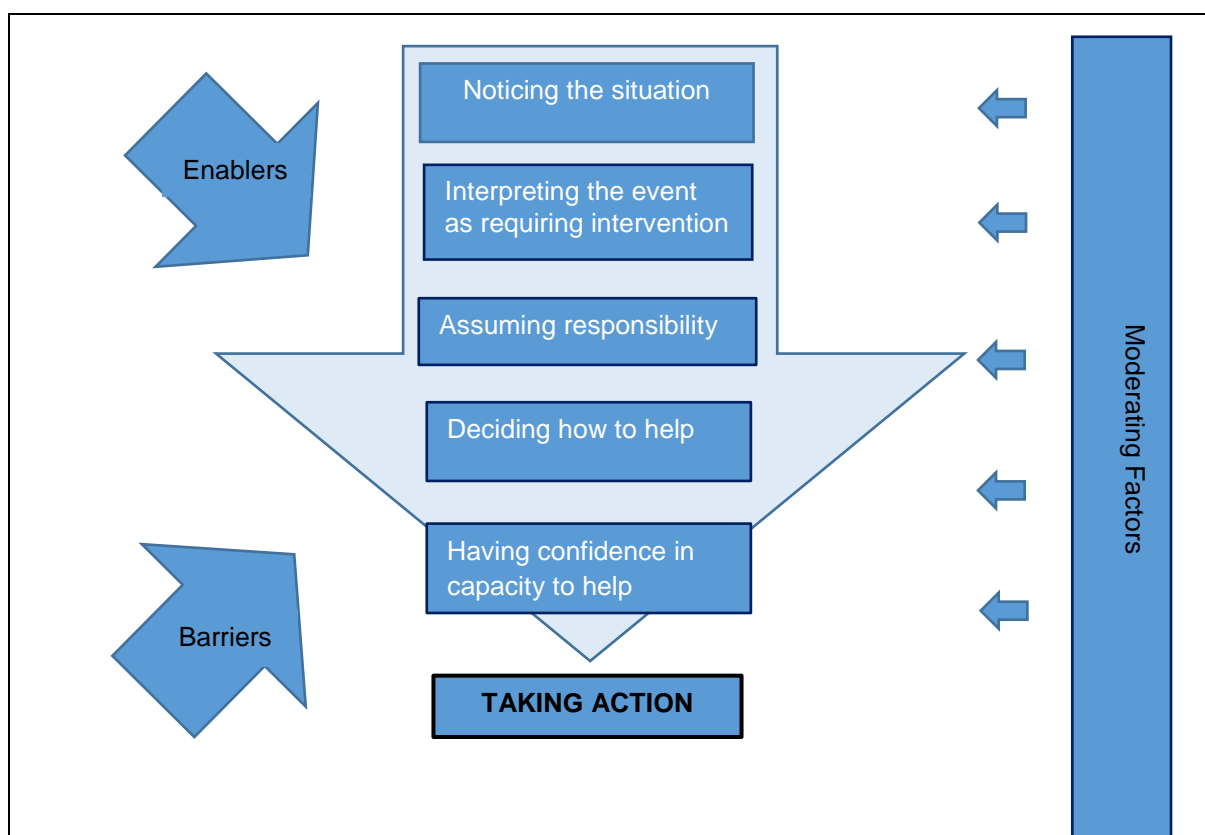 Noticing the situation
Enablers
Interpreting the event
as requiring intervention
Assuming responsibility
Deciding how to help
Having confidence in
capacity to help
Barriers
TAKING ACTION
Moderating Factors